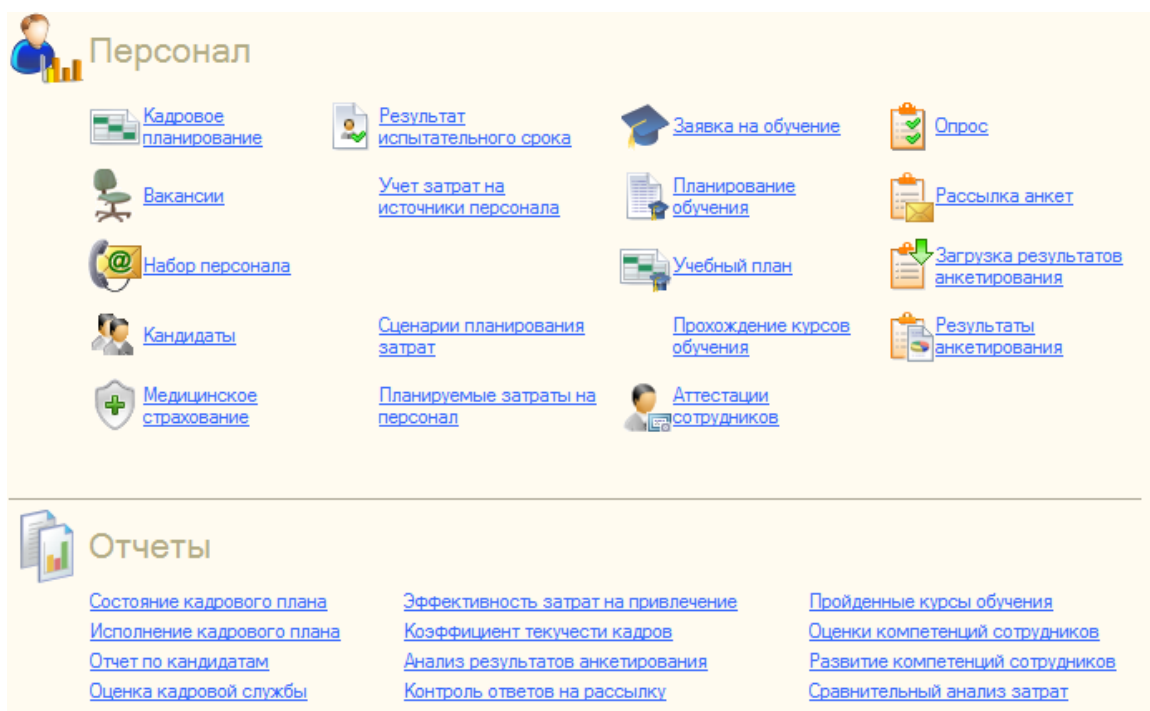 Персонал
Кадровое
планирование
Результат
испытательного срока
Заявка на обучение
Опрос
Вакансии
Учет затрат на
источники персонала
Планирование
обучения
Рассылка анкет
Набор персонала
Учебный план
Загрузка результатов
анкетирования
Кандидаты
Сценарии планирования
затрат
Прохождение курсов
обучения
Результаты
анкетирования
Медицинское
страхование
Планируемые затраты на
персонал
Аттестации
сотрудников
Отчеты
Состояние кадрового плана
Эффективность затрат на привлечение
Пройденные курсы обучения
Исполнение кадрового плана
Коэффициент текучести кадров
Оценки компетенций сотрудников
Отчет по кандидатам
Анализ результатов анкетирования
Развитие компетенций сотрудников
Оценка кадровой службы
Контроль ответов на рассылку
Сравнительный анализ затрат